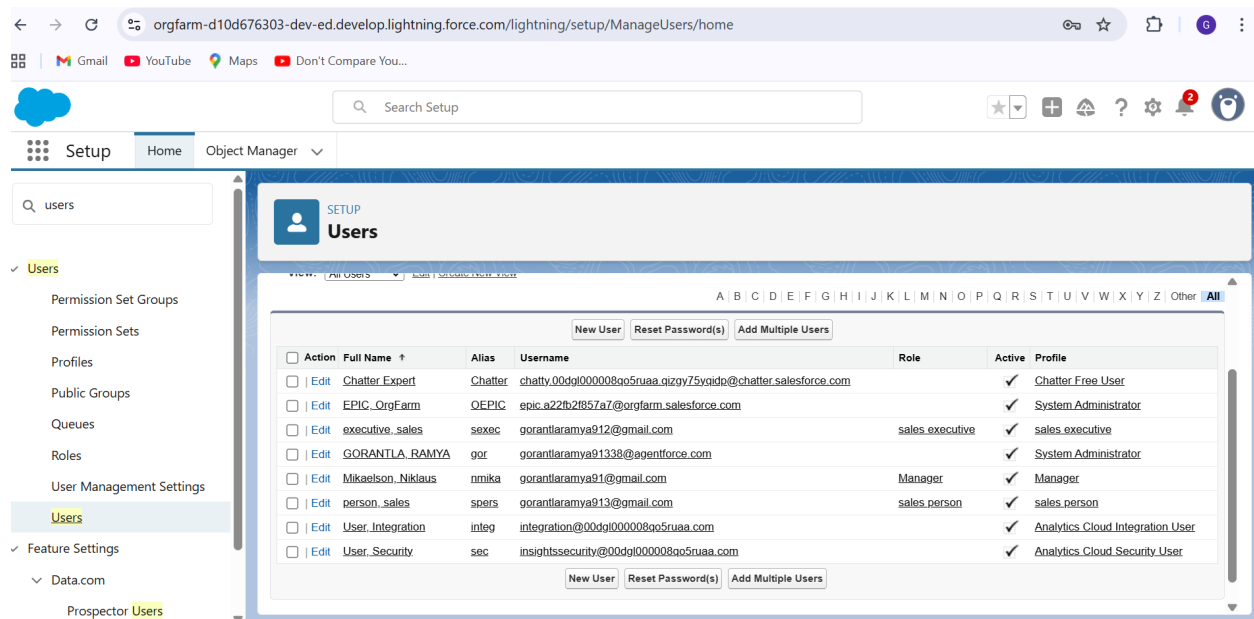 orgfarm-d10d676303-dev-ed.develop.lightning.force.com/lightning/setup/ManageUsers/home G
Gmail YouTube Maps Don't Compare You...
Search Setup 2
Setup Home Object Manager
users
SETUP
Users
Users
Permission Set Groups
Permission Sets
Profiles
Public Groups
Queues
Roles
User Management Settings
Users
Feature Settings
Data.com
Prospector Users
View: All Users Edit | Create New View
A | B | C | D | E | F | G | H | I | J | K | L | M | N | O | P | Q | R | S | T | U | V | W | X | Y | Z | Other All
New User Reset Password(s) Add Multiple Users
Action Full Name ↑ Alias Username Role Active Profile
| Edit Chatter Expert Chatter chatty.00dgl000008qo5ruaa.qizgy75yqidp@chatter.salesforce.com Chatter Free User
| Edit EPIC, OrgFarm OEPIC epic.a22fb2f857a7@orgfarm.salesforce.com System Administrator
| Edit executive, sales sexec gorantlaramya912@gmail.com sales executive sales executive
| Edit GORANTLA, RAMYA gor gorantlaramya91338@agentforce.com System Administrator
| Edit Mikaelson, Niklaus nmika gorantlaramya91@gmail.com Manager Manager
| Edit person, sales spers gorantlaramya913@gmail.com sales person sales person
| Edit User, Integration integ integration@00dgl000008qo5ruaa.com Analytics Cloud Integration User
| Edit User, Security sec insightssecurity@00dgl000008qo5ruaa.com Analytics Cloud Security User
New User Reset Password(s) Add Multiple Users